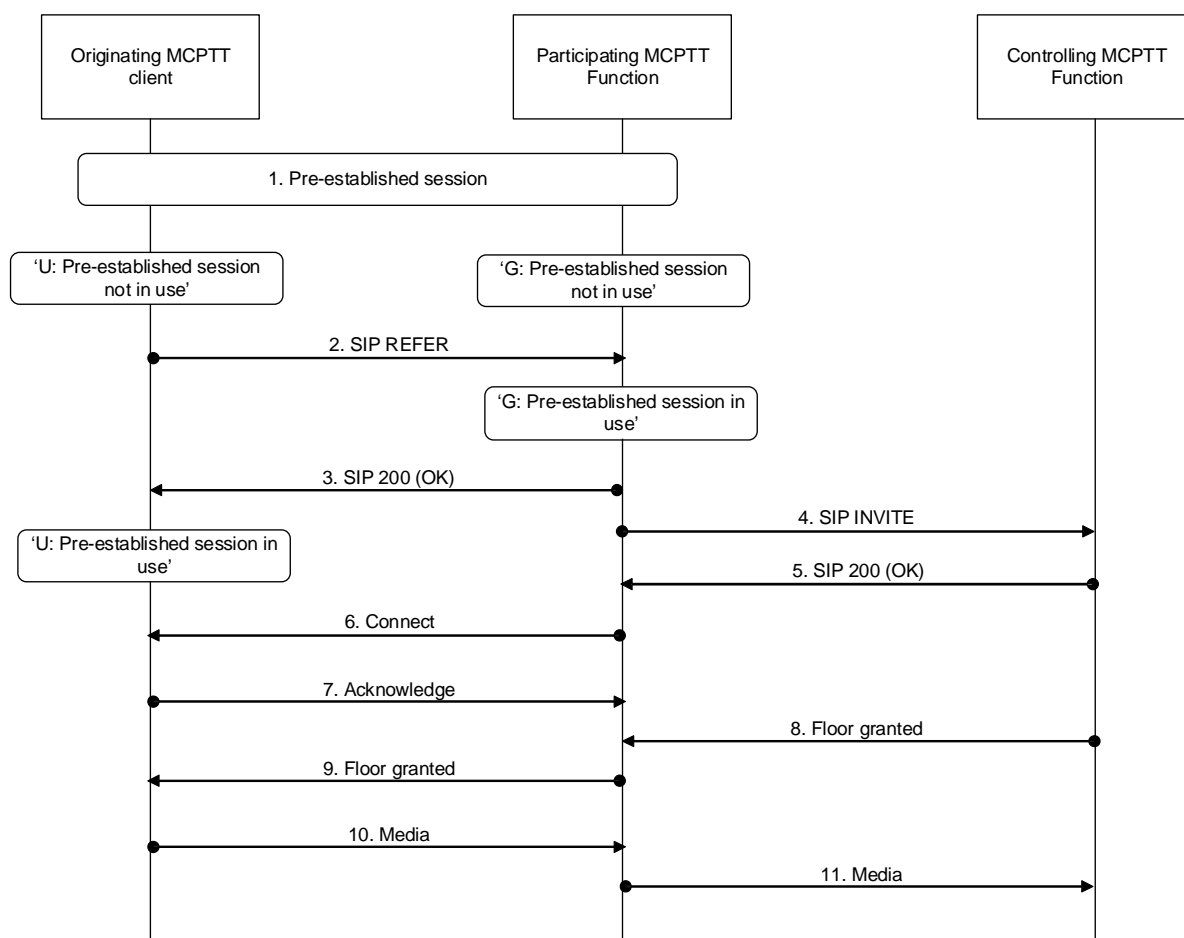 Originating MCPTT
client
Participating MCPTT
Function
Controlling MCPTT
Function
1. Pre-established session
‘U: Pre-established session
not in use’
‘G: Pre-established session
not in use’
2. SIP REFER
‘G: Pre-established session in
use’
3. SIP 200 (OK)
4. SIP INVITE
‘U: Pre-established session in
use’
5. SIP 200 (OK)
6. Connect
7. Acknowledge
8. Floor granted
9. Floor granted
10. Media
11. Media